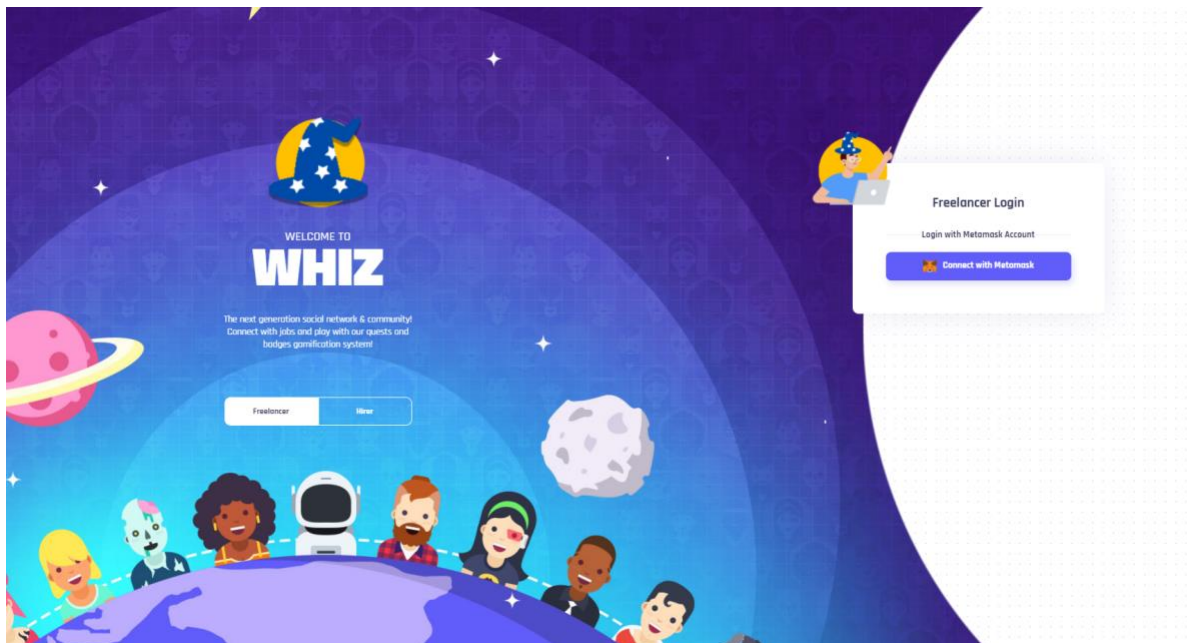 WELCOME TO
WHIZ
The next generation social network & community!
Connect with jobs and play with our quests and
badges gamification system!
Freelancer
Hirer
Freelancer Login
Login with Metamask Account
Connect with Metamask